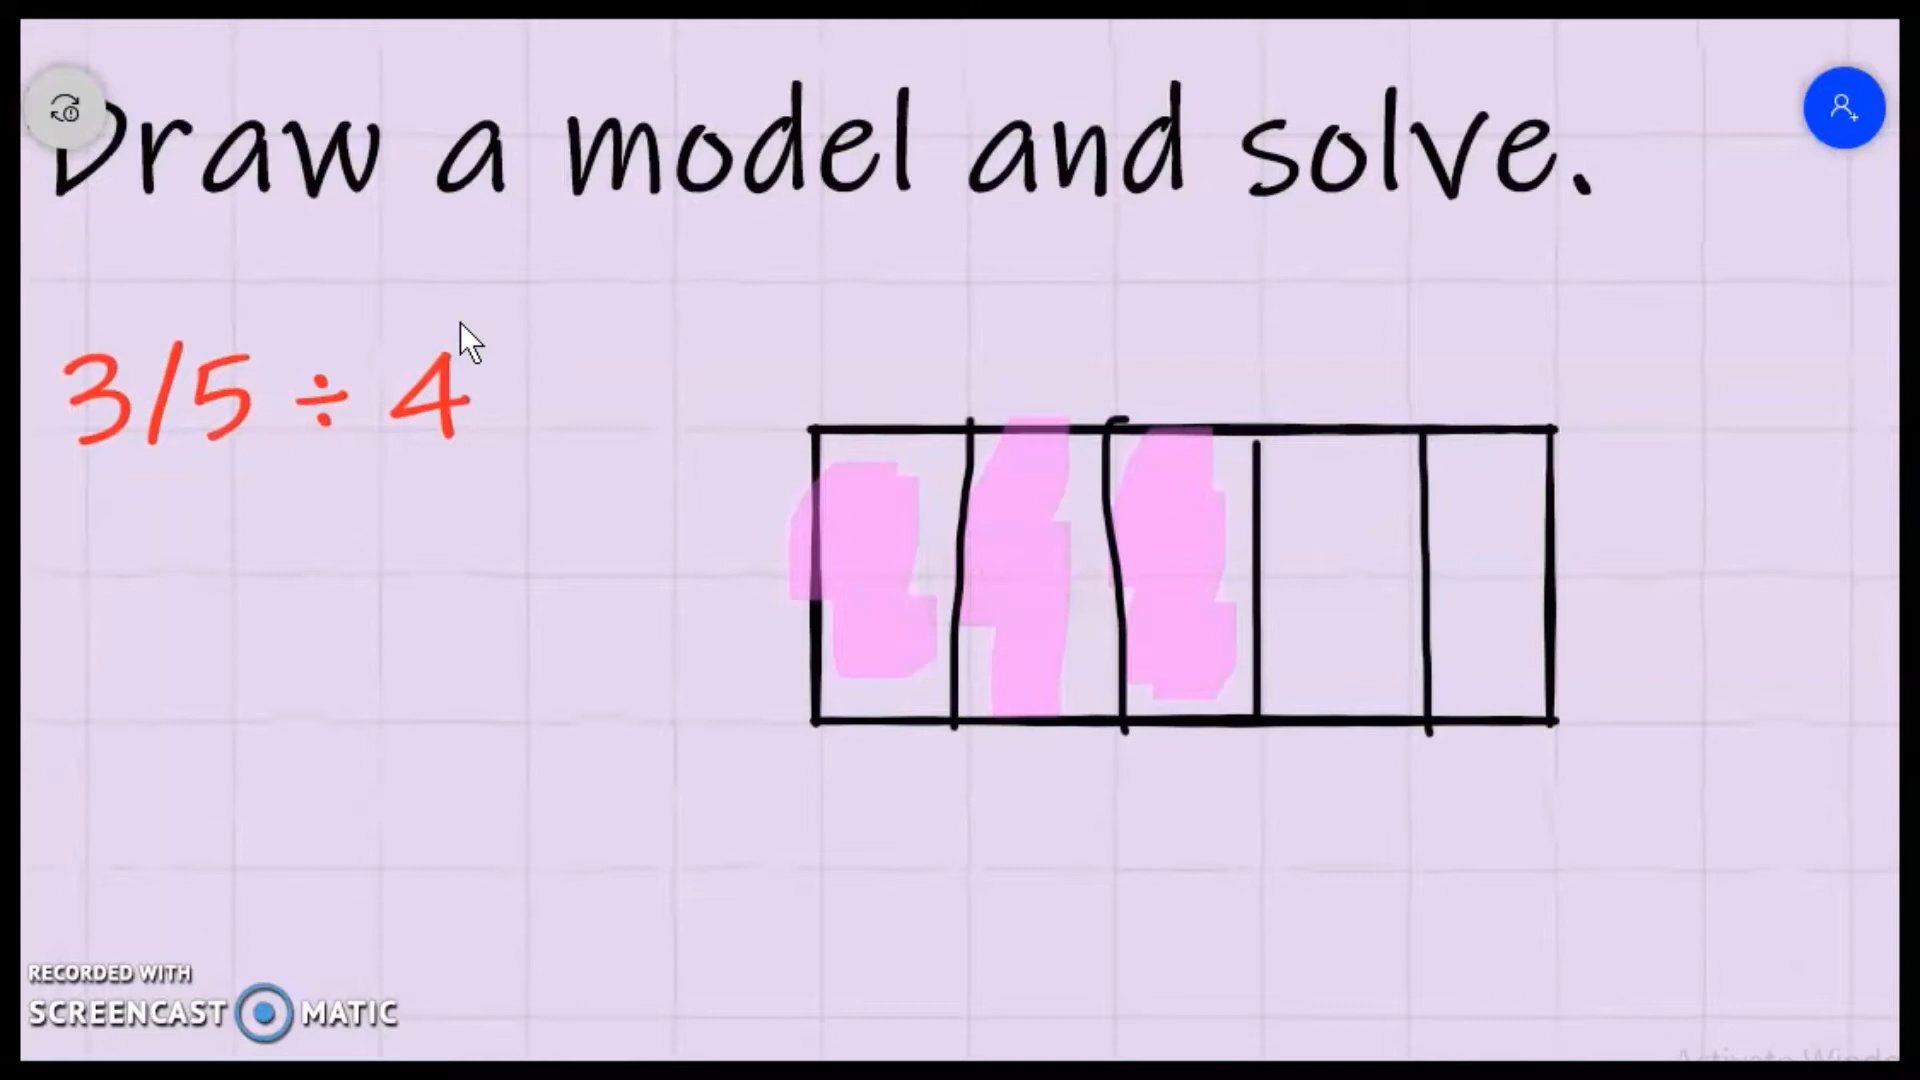 Draw a model and solve.
3/5 ÷ 4
RECORDED WITH
SCREENCAST MATIC